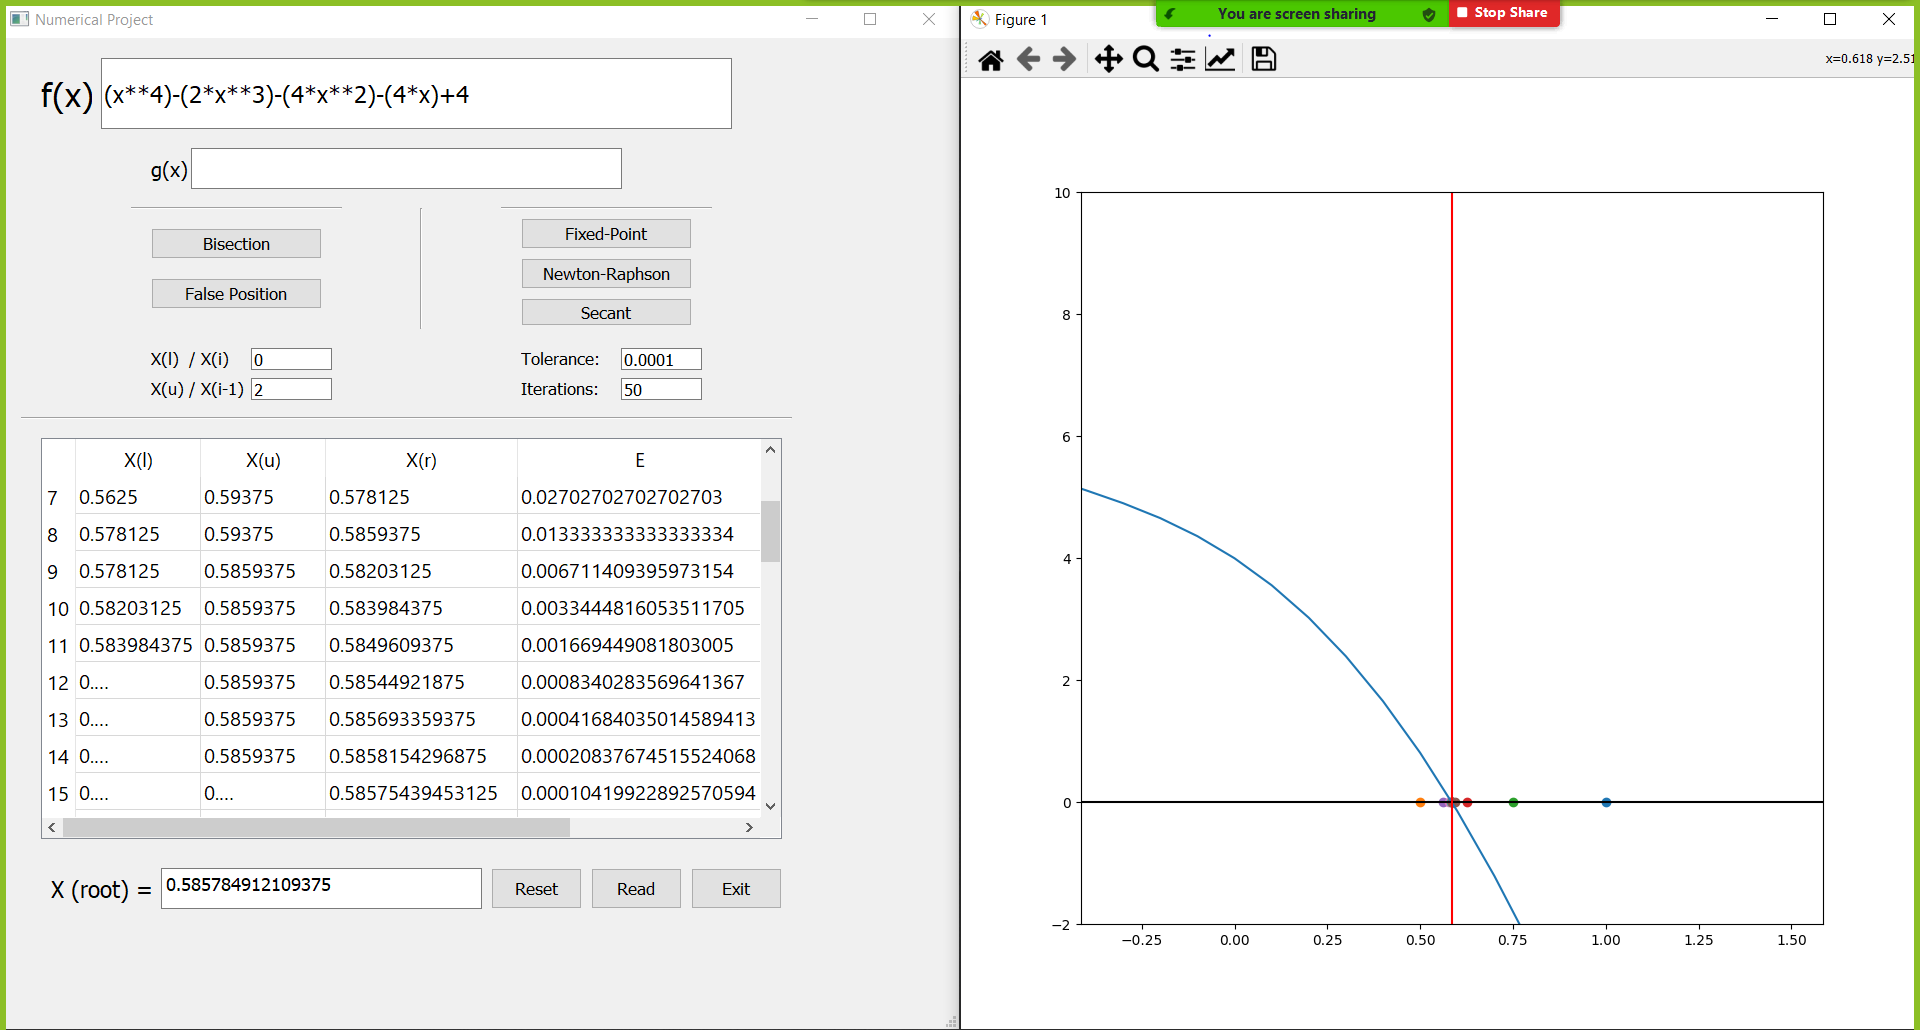 Numerical Project
f(x) (x**4)-(2*x**3)-(4*x**2)-(4*x)+4
g(x)
Bisection
False Position
Fixed-Point
Newton-Raphson
Secant
X(l) / X(i) 0
X(u) / X(i-1) 2
Tolerance: 0.0001
Iterations: 50
X(l) X(u) X(r) E
7 0.5625 0.59375 0.578125 0.02702702702702703
8 0.578125 0.59375 0.5859375 0.013333333333333334
9 0.578125 0.5859375 0.58203125 0.006711409395973154
10 0.58203125 0.5859375 0.583984375 0.0033444816053511705
11 0.583984375 0.5859375 0.5849609375 0.001669449081803005
12 0.... 0.5859375 0.58544921875 0.0008340283569641367
13 0.... 0.5859375 0.585693359375 0.00041684035014589413
14 0.... 0.5859375 0.5858154296875 0.00020837674515524068
15 0.... 0.... 0.58575439453125 0.00010419922892570594
X (root) = 0.585784912109375
Reset
Read
Exit
Figure 1
You are screen sharing
Stop Share
x=0.618 y=2.51
10
8
6
4
2
0
−2
−0.25 0.00 0.25 0.50 0.75 1.00 1.25 1.50